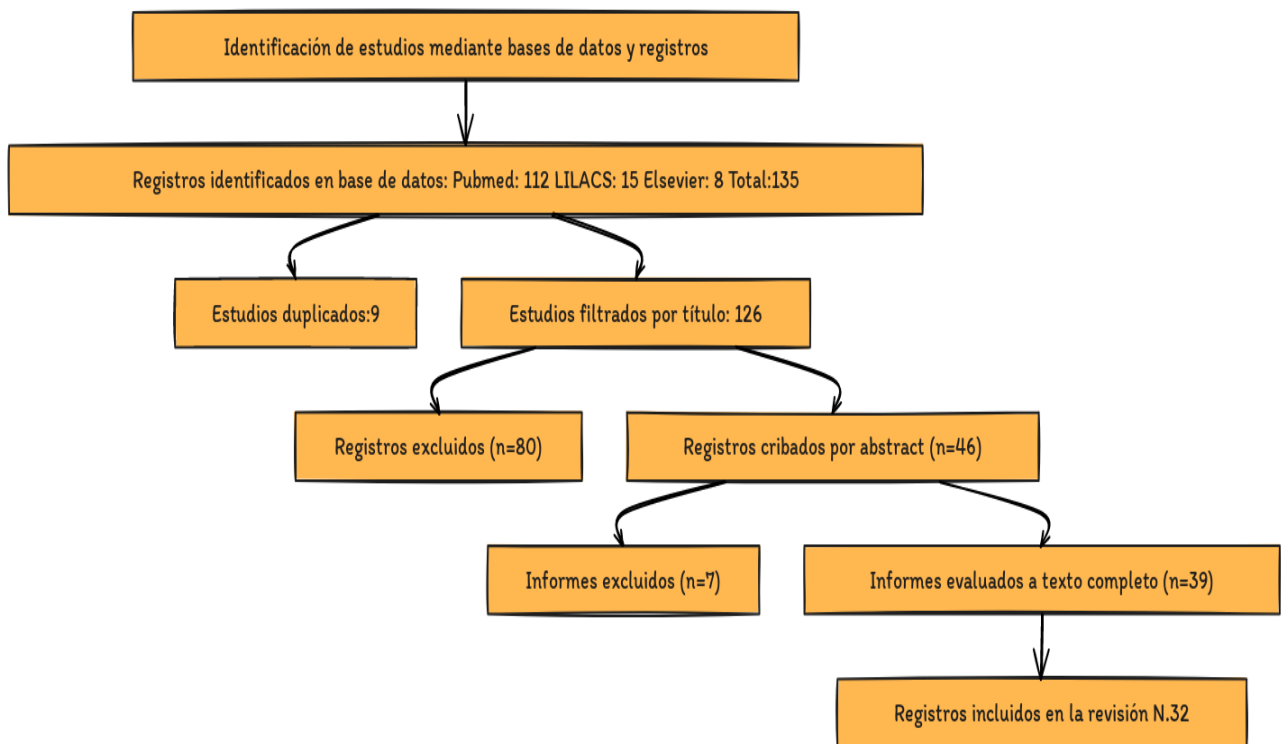 Identificación de estudios mediante bases de datos y registros
Registros identificados en base de datos: Pubmed: 112 LILACS: 15 Elsevier: 8 Total:135
Estudios duplicados:9
Estudios filtrados por título: 126
Registros excluidos (n=80)
Registros cribados por abstract (n=46)
Informes excluidos (n=7)
Informes evaluados a texto completo (n=39)
Registros incluidos en la revisión N.32